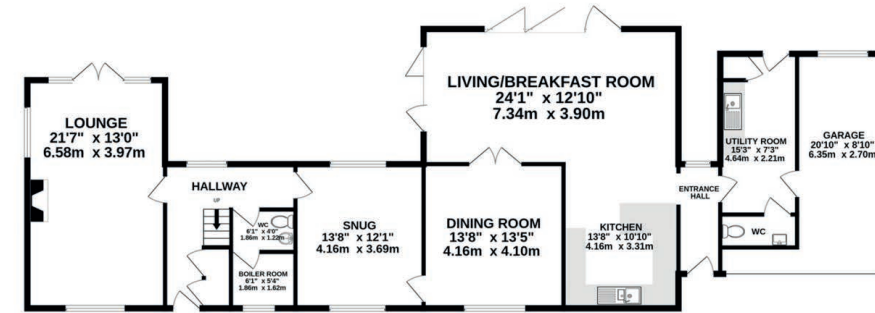 LOUNGE
21'7" x 13'0"
6.58m x 3.97m
HALLWAY
UP
WC
6'1" x 4'0"
1.86m x 1.22m
BOILER ROOM
6'1" x 5'4"
1.86m x 1.62m
SNUG
13'8" x 12'1"
4.16m x 3.69m
LIVING/BREAKFAST ROOM
24'1" x 12'10"
7.34m x 3.90m
DINING ROOM
13'8" x 13'5"
4.16m x 4.10m
KITCHEN
13'8" x 10'10"
4.16m x 3.31m
ENTRANCE
HALL
UTILITY ROOM
15'3" x 7'3"
4.64m x 2.21m
WC
GARAGE
20'10" x 8'10"
6.35m x 2.70m